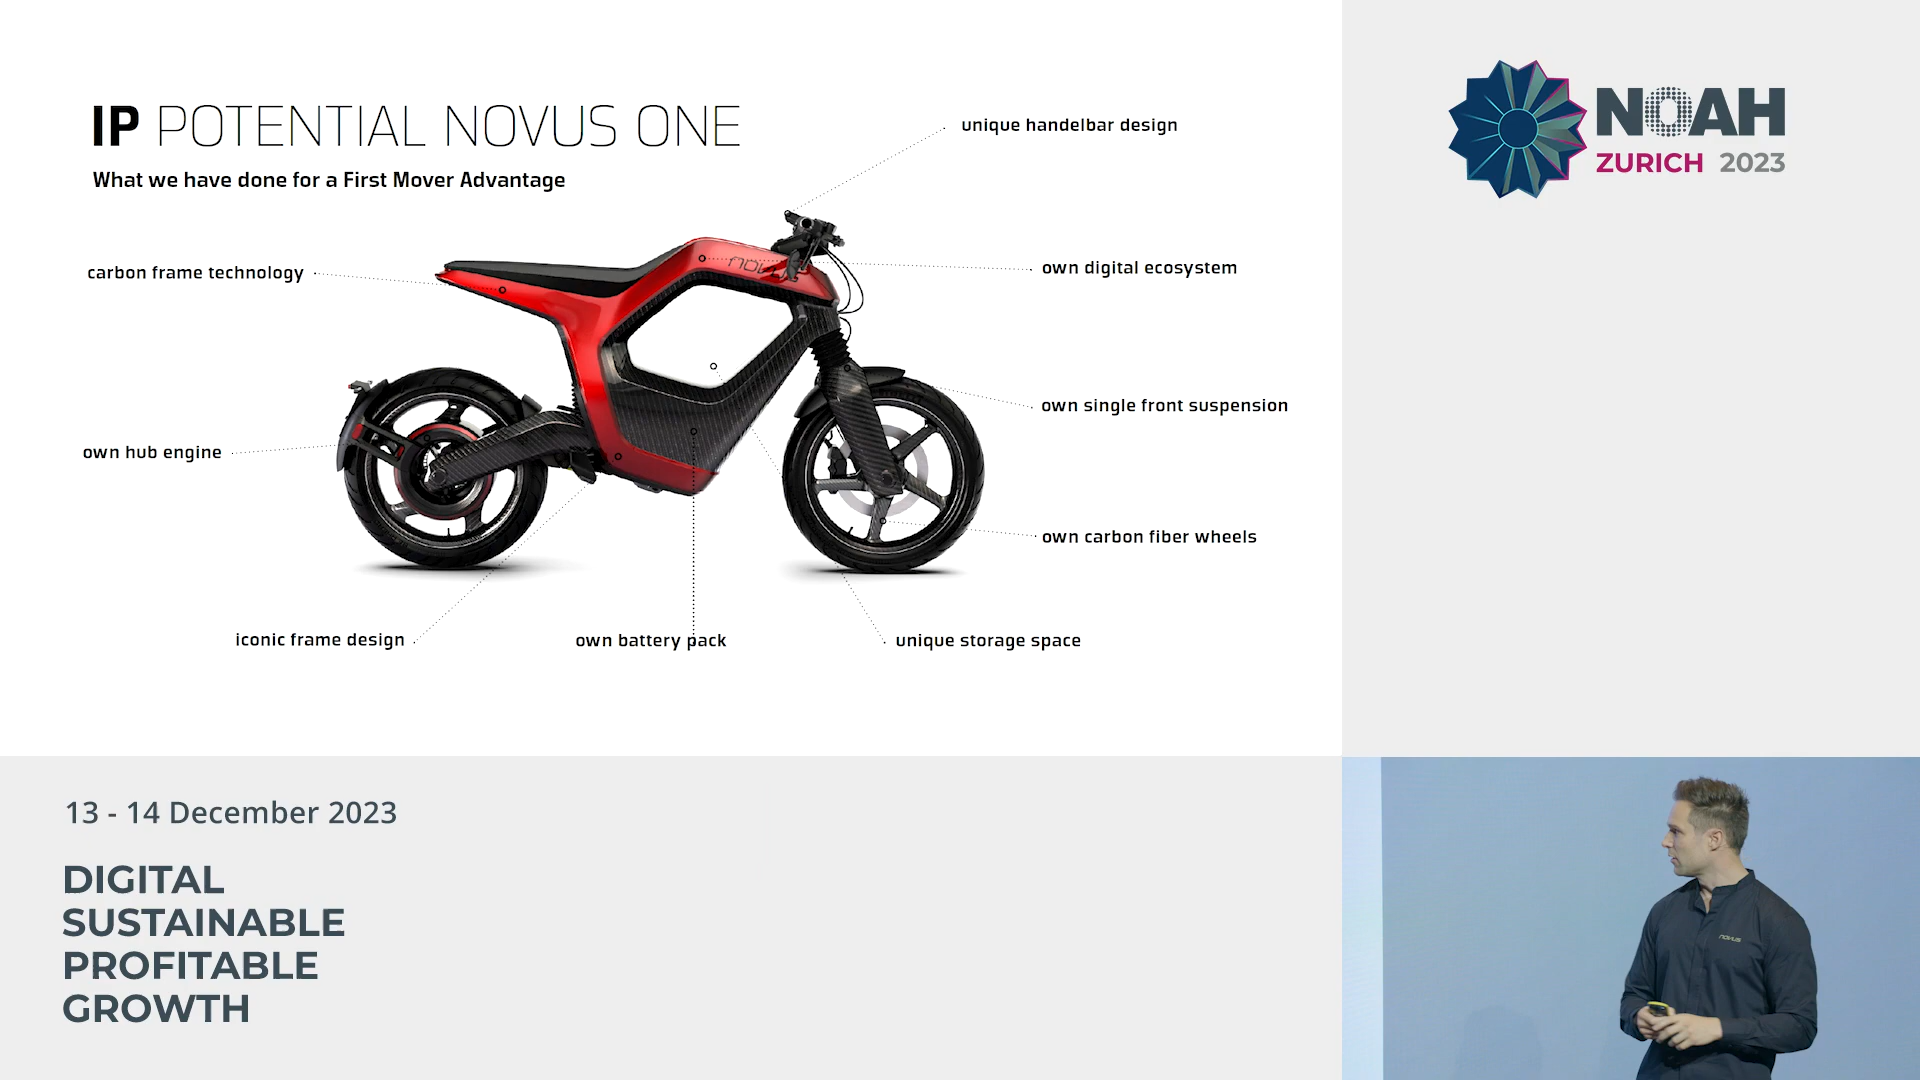 IP POTENTIAL NOVUS ONE
What we have done for a First Mover Advantage
unique handelbar design
carbon frame technology
own digital ecosystem
own single front suspension
own hub engine
own carbon fiber wheels
iconic frame design
own battery pack
unique storage space
NOVUS
NOAH
ZURICH 2023
13 - 14 December 2023
DIGITAL
SUSTAINABLE
PROFITABLE
GROWTH
novus